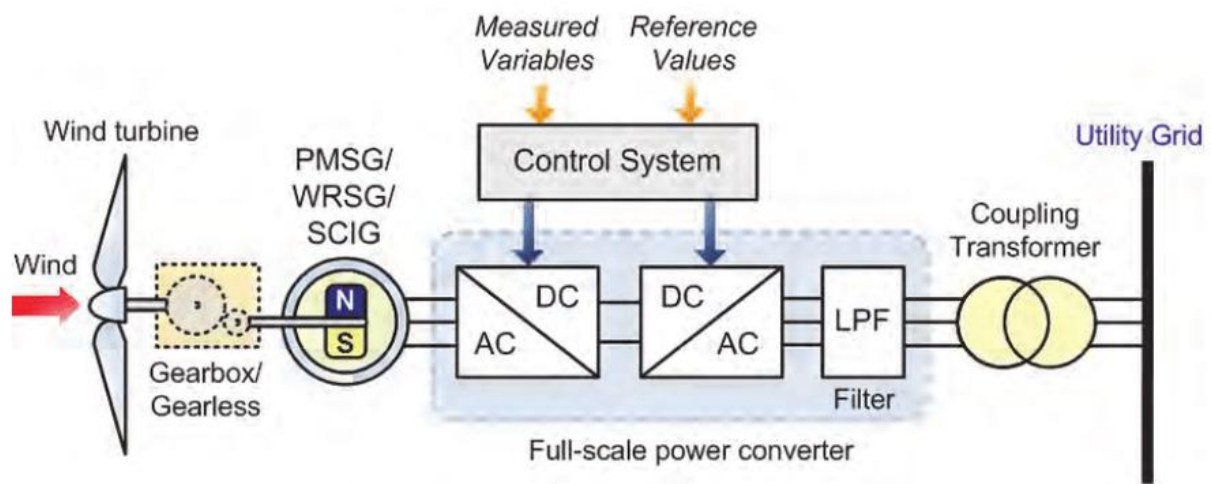 Measured
Variables
Reference
Values
Wind turbine
Control System
Utility Grid
PMSG/
WRSG/
SCIG
Coupling
Transformer
Wind
N
S
DC
AC
DC
AC
LPF
Gearbox/
Gearless
Filter
Full-scale power converter